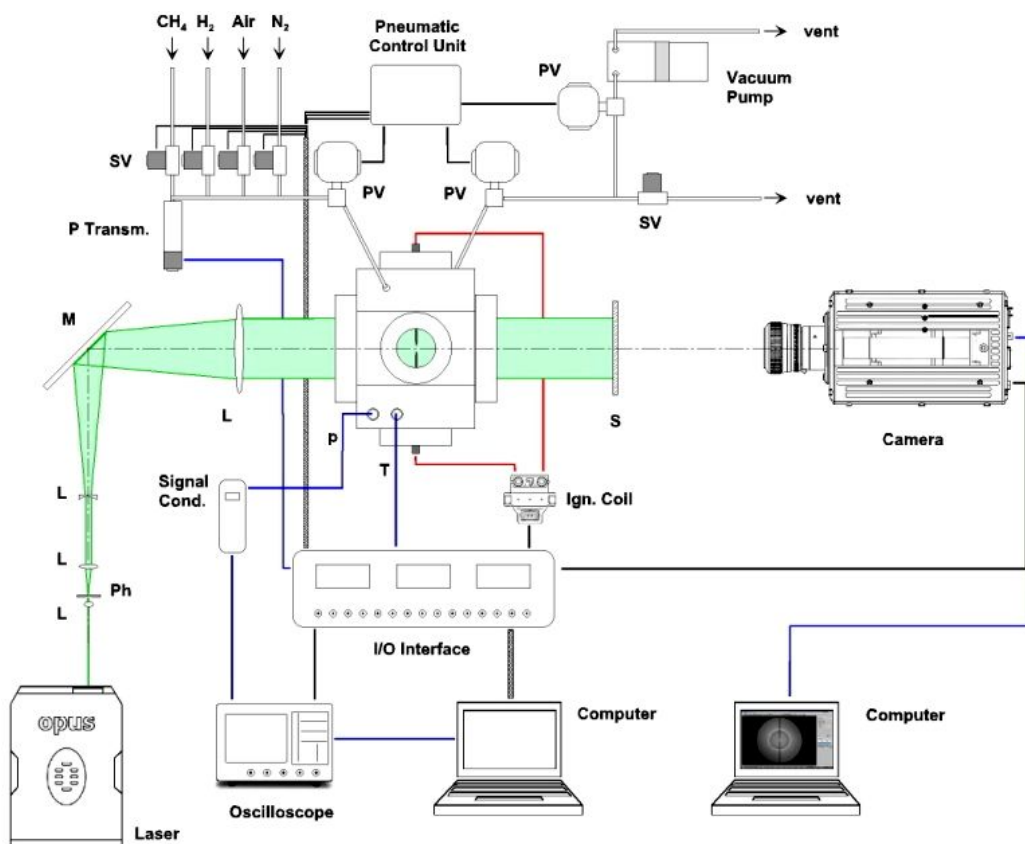 CH₄ H₂ Air N₂
Pneumatic
Control Unit
vent
PV
Vacuum
Pump
SV
PV
PV
vent
SV
P Transm.
M
L
S
Camera
p
T
Signal
Cond.
Ign. Coil
L
L
Ph
L
I/O Interface
opus
Computer
Computer
Oscilloscope
Laser